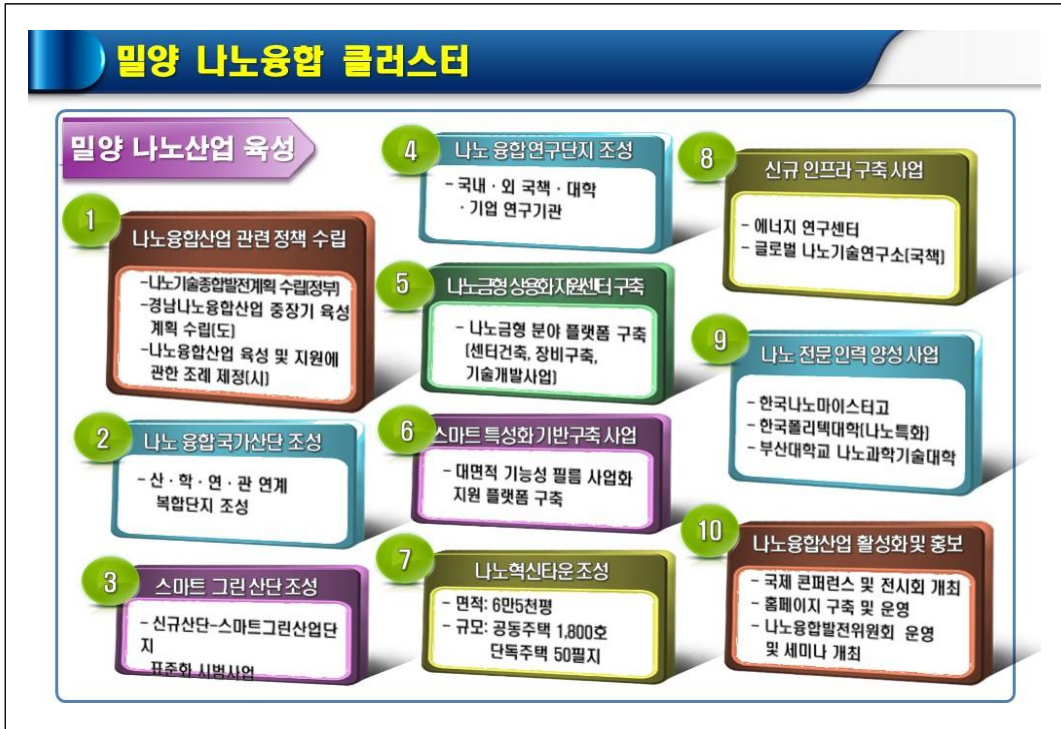 밀양 나노융합 클러스터
밀양 나노산업 육성
1
나노융합산업 관련 정책 수립
-나노기술종합발전계획 수립(정부)
-경남나노융합산업 중장기 육성
계획 수립(도)
-나노융합산업 육성 및 지원에
관한 조례 제정(시)
2
나노 융합국가산단 조성
- 산 · 학 · 연 · 관 연계
복합단지 조성
3
스마트 그린 산단 조성
- 신규산단-스마트그린산업단
지
표준화 시범사업
4
나노 융합연구단지 조성
- 국내 · 외 국책 · 대학
· 기업 연구기관
5
나노금형 상용화지원센터 구축
- 나노금형 분야 플랫폼 구축
(센터건축, 장비구축,
기술개발사업)
6
스마트 특성화 기반구축 사업
- 대면적 기능성 필름 사업화
지원 플랫폼 구축
7
나노혁신타운 조성
- 면적: 6만5천평
- 규모: 공동주택 1,800호
단독주택 50필지
8
신규 인프라 구축 사업
- 에너지 연구센터
- 글로벌 나노기술연구소(국책)
9
나노 전문 인력 양성 사업
- 한국나노마이스터고
- 한국폴리텍대학(나노특화)
- 부산대학교 나노과학기술대학
10
나노융합산업 활성화 및 홍보
- 국제 콘퍼런스 및 전시회 개최
- 홈페이지 구축 및 운영
- 나노융합발전위원회 운영
및 세미나 개최